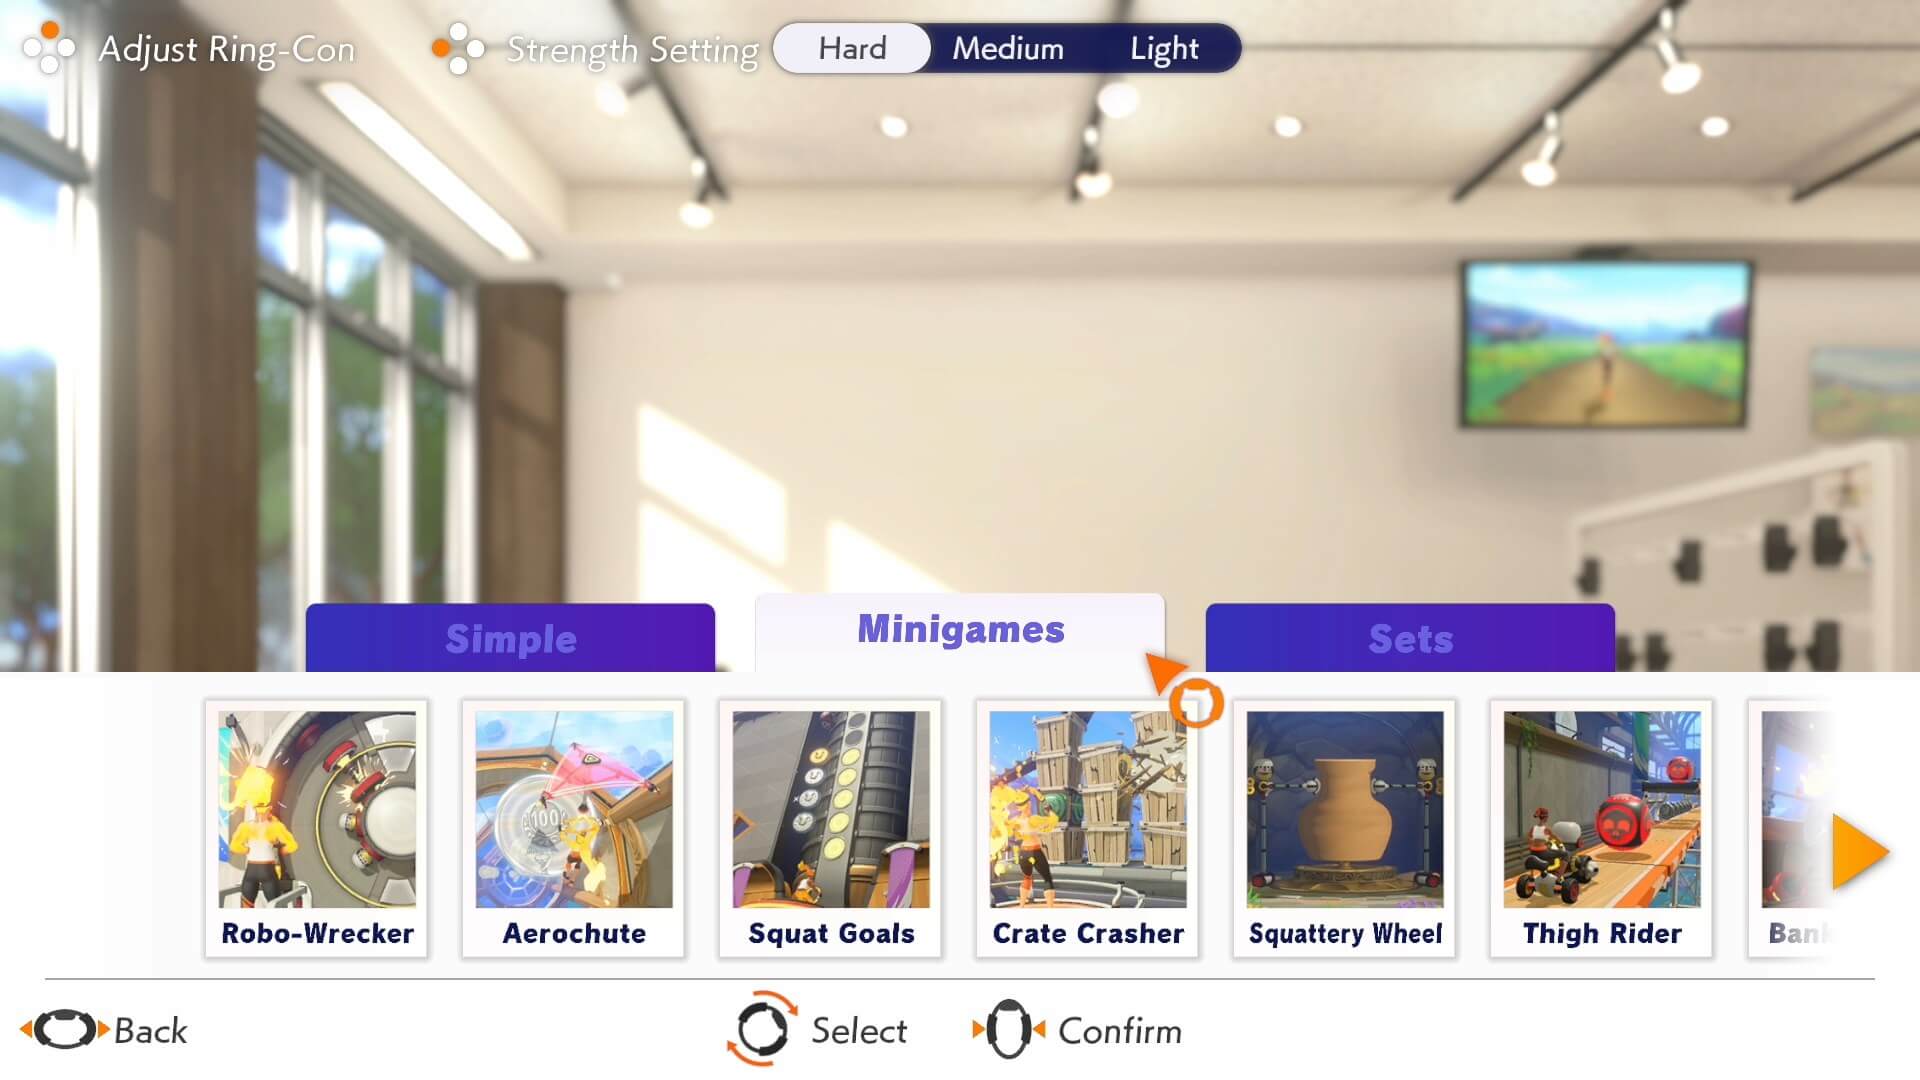 Adjust Ring-Con
Strength Setting
Hard
Medium
Light
Simple
Minigames
Sets
100
Robo-Wrecker
Aerochute
Squat Goals
Crate Crasher
Squattery Wheel
Thigh Rider
Back
Select
Confirm